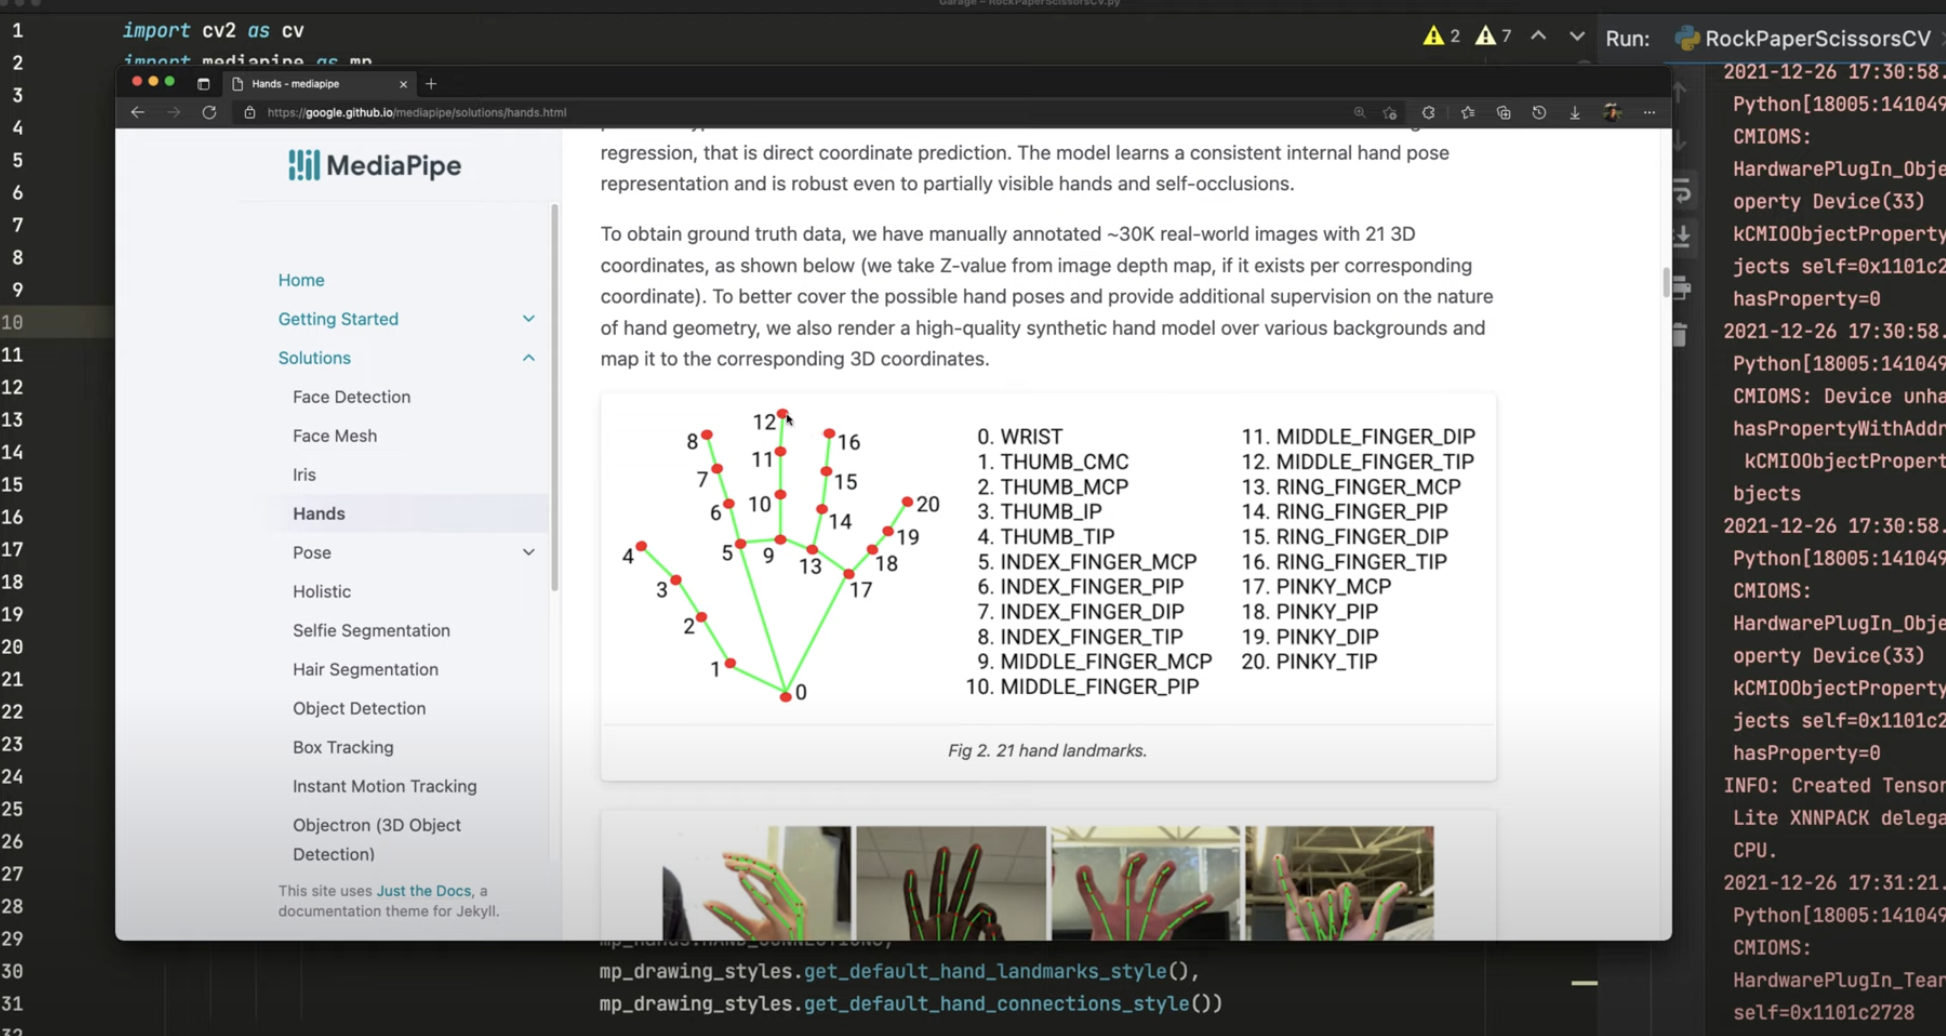 Garage – RockPaperScissorsCV.py
1 import cv2 as cv
2 import mediapipe as mp
3
4
5
6
7
8
9
10
11
12
13
14
15
16
17
18
19
20
21
22
23
24
25
26
27
28
29
30 mp_drawing_styles.get_default_hand_landmarks_style(),
31 mp_drawing_styles.get_default_hand_connections_style())
32
2 7
Hands - mediapipe
https://google.github.io/mediapipe/solutions/hands.html
MediaPipe
Home
Getting Started
Solutions
Face Detection
Face Mesh
Iris
Hands
Pose
Holistic
Selfie Segmentation
Hair Segmentation
Object Detection
Box Tracking
Instant Motion Tracking
Objectron (3D Object
Detection)
This site uses Just the Docs, a
documentation theme for Jekyll.
regression, that is direct coordinate prediction. The model learns a consistent internal hand pose
representation and is robust even to partially visible hands and self-occlusions.
To obtain ground truth data, we have manually annotated ~30K real-world images with 21 3D
coordinates, as shown below (we take Z-value from image depth map, if it exists per corresponding
coordinate). To better cover the possible hand poses and provide additional supervision on the nature
of hand geometry, we also render a high-quality synthetic hand model over various backgrounds and
map it to the corresponding 3D coordinates.
12
8
16
11
7
15
10
6
14
20
19
5
9
13
18
4
3
17
2
1
0
0. WRIST
1. THUMB_CMC
2. THUMB_MCP
3. THUMB_IP
4. THUMB_TIP
5. INDEX_FINGER_MCP
6. INDEX_FINGER_PIP
7. INDEX_FINGER_DIP
8. INDEX_FINGER_TIP
9. MIDDLE_FINGER_MCP
10. MIDDLE_FINGER_PIP
11. MIDDLE_FINGER_DIP
12. MIDDLE_FINGER_TIP
13. RING_FINGER_MCP
14. RING_FINGER_PIP
15. RING_FINGER_DIP
16. RING_FINGER_TIP
17. PINKY_MCP
18. PINKY_PIP
19. PINKY_DIP
20. PINKY_TIP
Fig 2. 21 hand landmarks.
mp_hands.HAND_CONNECTIONS,
Run: RockPaperScissorsCV
2021-12-26 17:30:58.
Python[18005:141049
CMIOMS:
HardwarePlugIn_Obje
operty Device(33)
kCMIOObjectProperty
jects self=0x1101c2
hasProperty=0
2021-12-26 17:30:58.
Python[18005:141049
CMIOMS: Device unha
hasPropertyWithAddr
kCMIOObjectPropert
bjects
2021-12-26 17:30:58.
Python[18005:141049
CMIOMS:
HardwarePlugIn_Obje
operty Device(33)
kCMIOObjectProperty
jects self=0x1101c2
hasProperty=0
INFO: Created Tensor
Lite XNNPACK delega
CPU.
2021-12-26 17:31:21.
Python[18005:141049
CMIOMS:
HardwarePlugIn_Tear
self=0x1101c2728